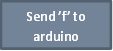 Send 'f' to
arduino